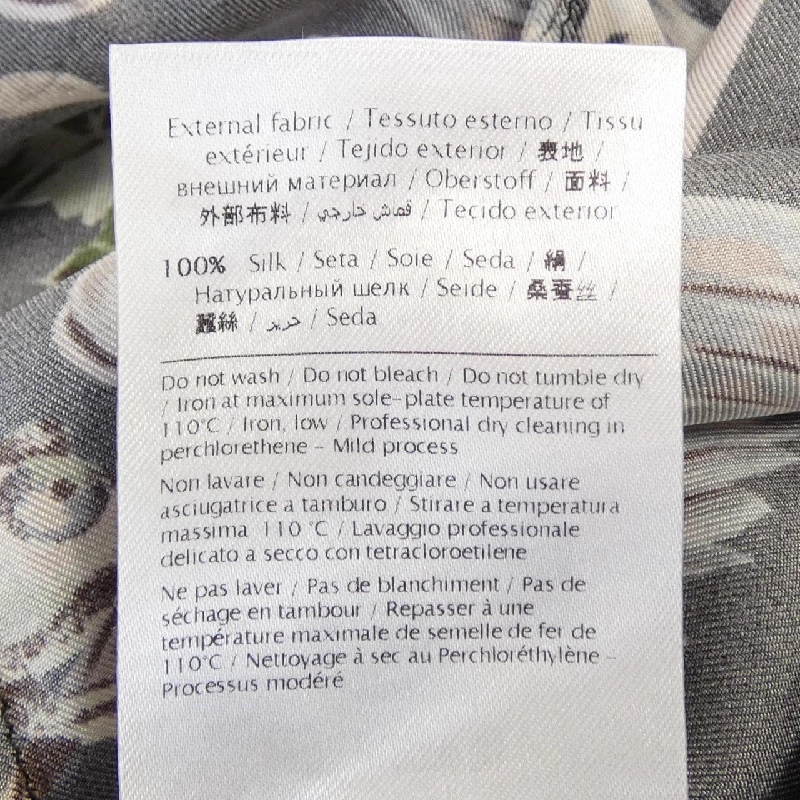 External fabric / Tessuto esterno / Tissu
extérieur / Tejido exterior / 表地 /
внешний материал / Oberstoff / 面料 /
外部布料 / قماش خارجي / Tecido exterior
100% Silk / Seta / Soie / Seda / 絹 /
Натуральный шелк / Seide / 桑蚕丝 /
蠶絲 / حرير / Seda
Do not wash / Do not bleach / Do not tumble dry
/ Iron at maximum sole-plate temperature of
110°C / Iron, low / Professional dry cleaning in
perchlorethene - Mild process
Non lavare / Non candeggiare / Non usare
asciugatrice a tamburo / Stirare a temperatura
massima 110 °C / Lavaggio professionale
delicato a secco con tetracloroetilene
Ne pas laver / Pas de blanchiment / Pas de
séchage en tambour / Repasser à une
température maximale de semelle de fer de
110°C / Nettoyage à sec au Perchloréthylène -
Processus modéré